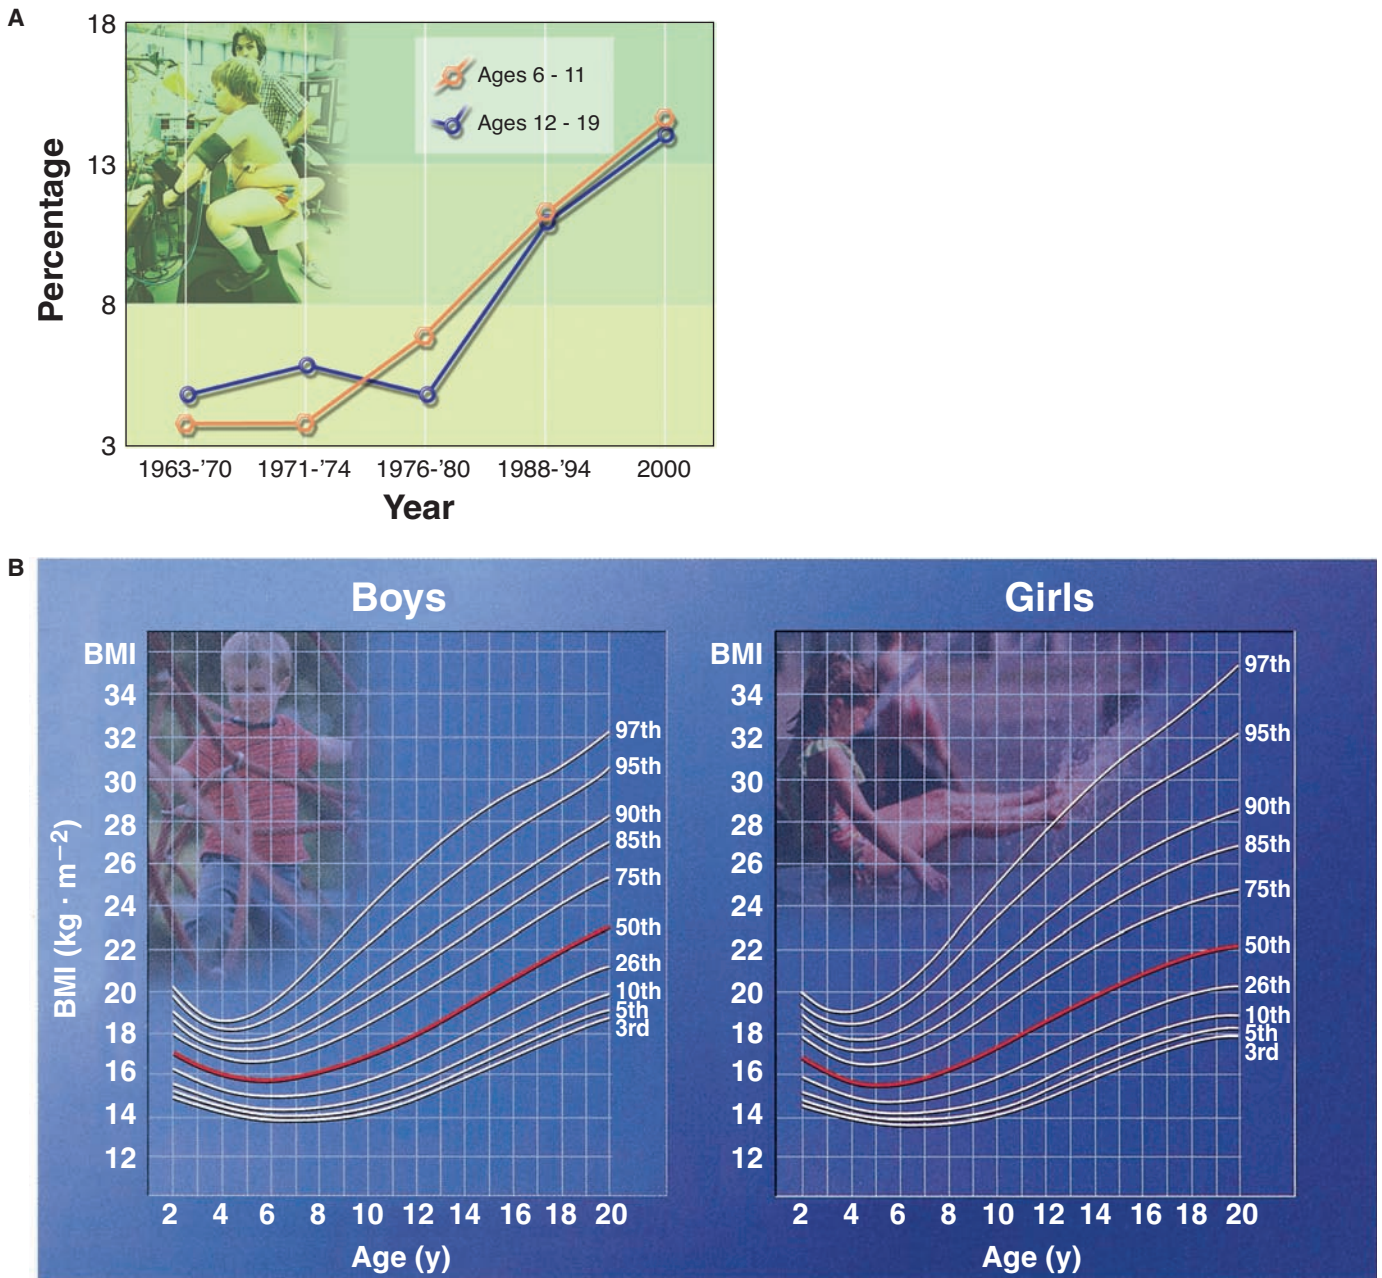 A
18
13
8
3
Percentage
Ages 6 - 11
Ages 12 - 19
1963-’70 1971-’74 1976-’80 1988-’94 2000
Year
B
Boys
BMI
34
32
30
28
26
24
22
20
18
16
14
12
BMI (kg · m−2)
97th
95th
90th
85th
75th
50th
26th
10th
5th
3rd
2 4 6 8 10 12 14 16 18 20
Age (y)
Girls
BMI
34
32
30
28
26
24
22
20
18
16
14
12
97th
95th
90th
85th
75th
50th
26th
10th
5th
3rd
2 4 6 8 10 12 14 16 18 20
Age (y)